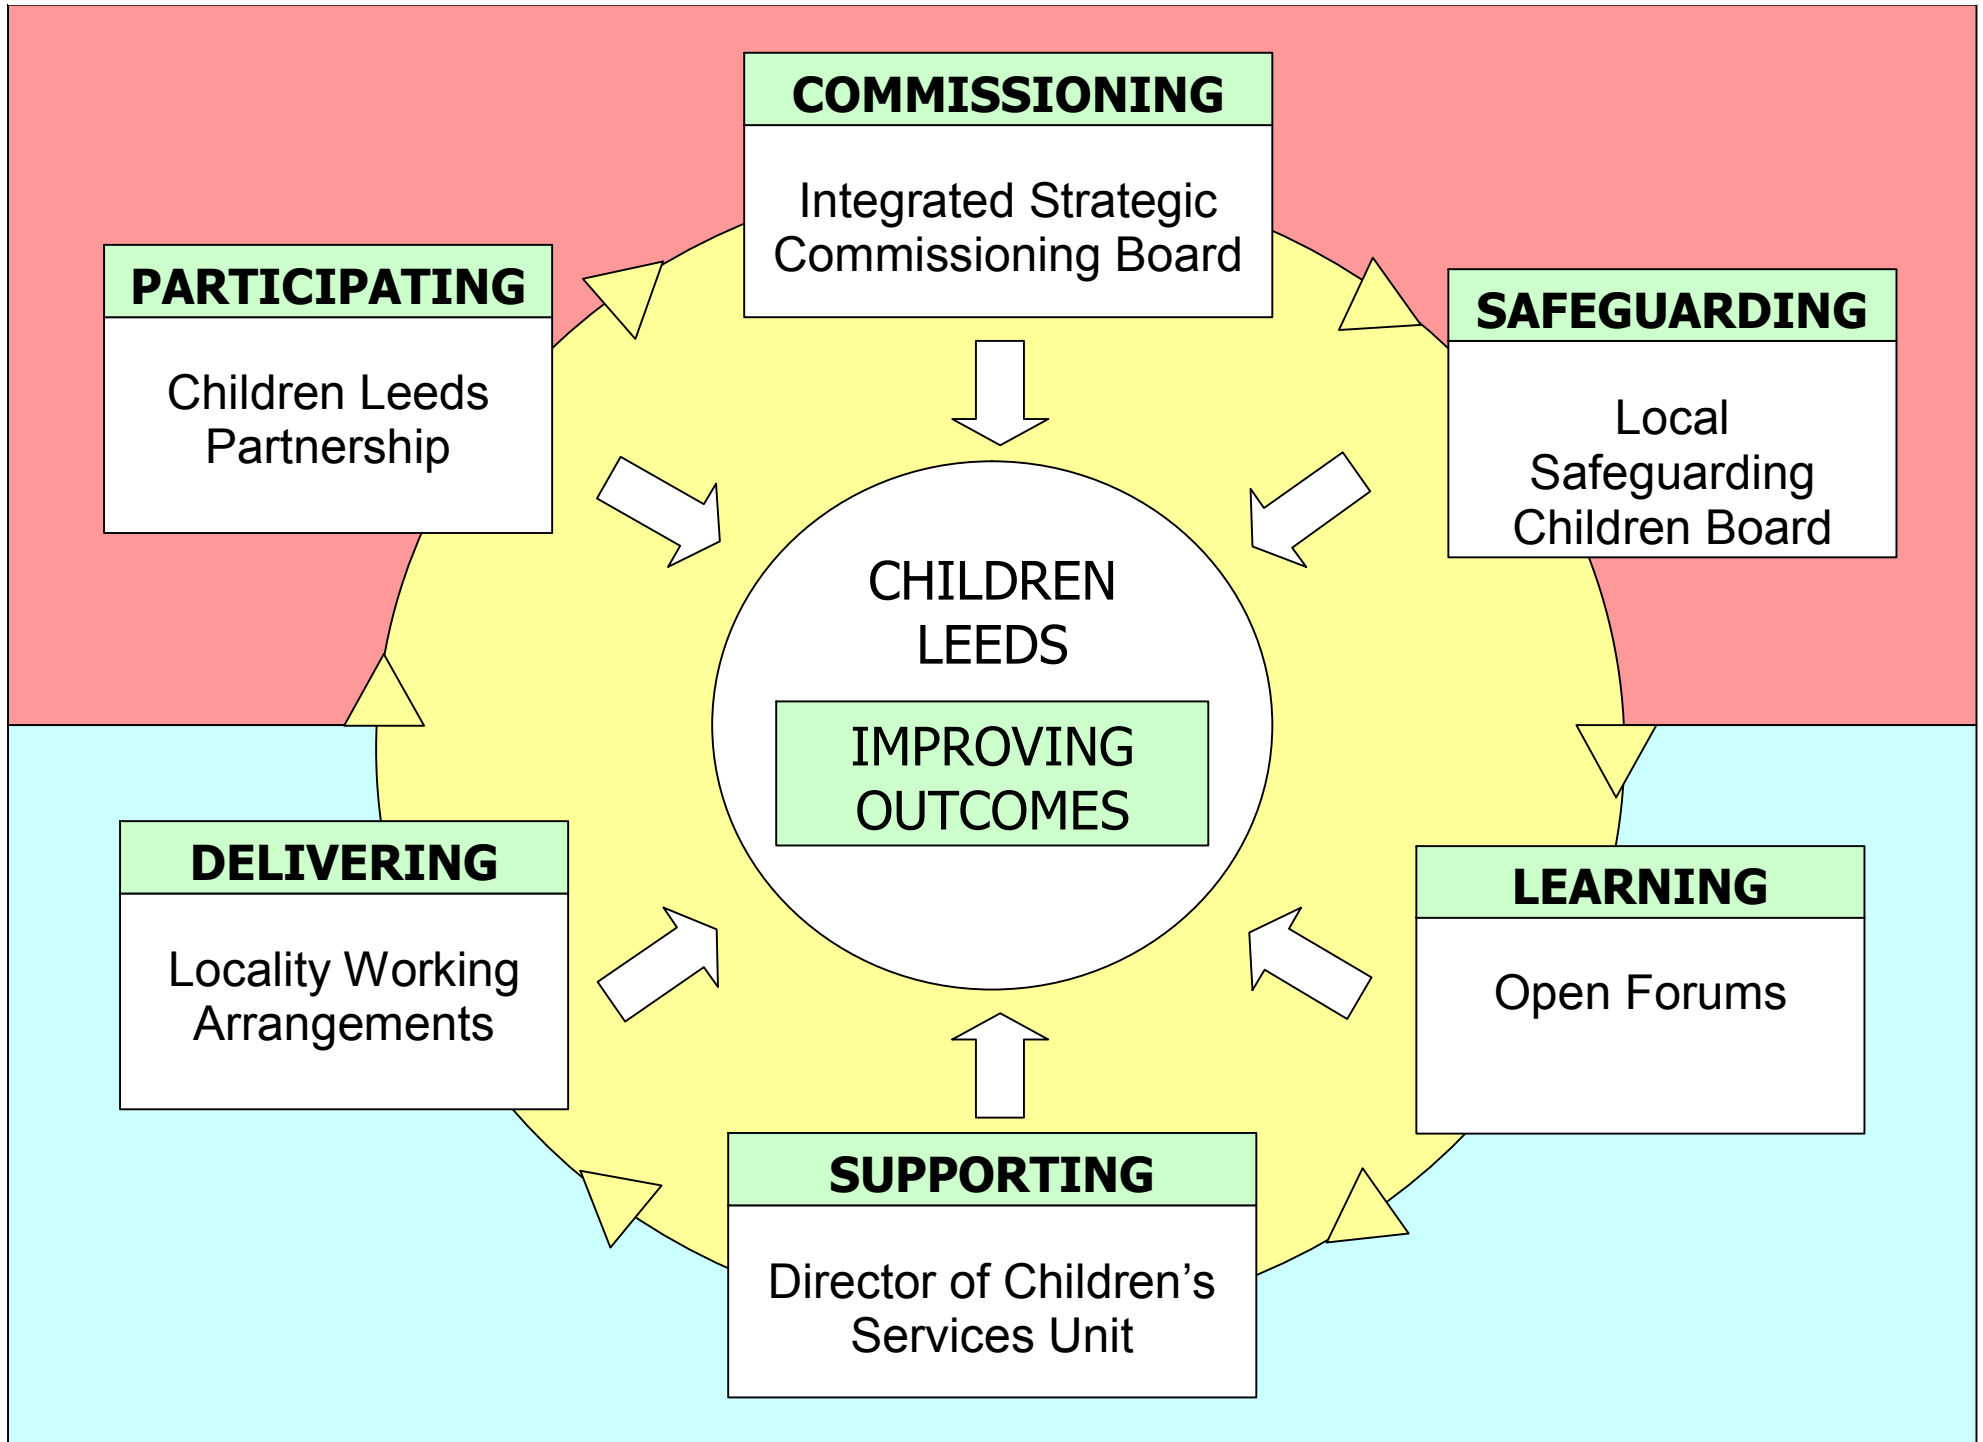 COMMISSIONING
Integrated Strategic
Commissioning Board
PARTICIPATING
Children Leeds
Partnership
SAFEGUARDING
Local
Safeguarding
Children Board
CHILDREN
LEEDS
IMPROVING
OUTCOMES
DELIVERING
Locality Working
Arrangements
LEARNING
Open Forums
SUPPORTING
Director of Children’s
Services Unit